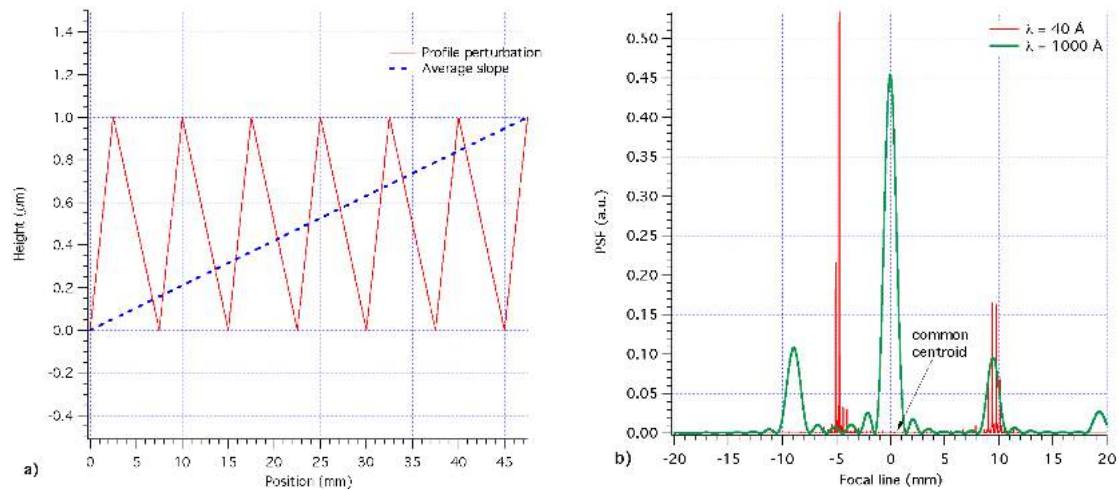 1.4
1.2
1.0
0.8
0.6
0.4
0.2
0.0
-0.2
-0.4
Height (µm)
Profile perturbation
Average slope
0 5 10 15 20 25 30 35 40 45
Position (mm)
a)
0.50
0.45
0.40
0.35
0.30
0.25
0.20
0.15
0.10
0.05
0.00
PSF (a.u.)
λ = 40 Å
λ = 1000 Å
common
centroid
-20 -15 -10 -5 0 5 10 15 20
Focal line (mm)
b)